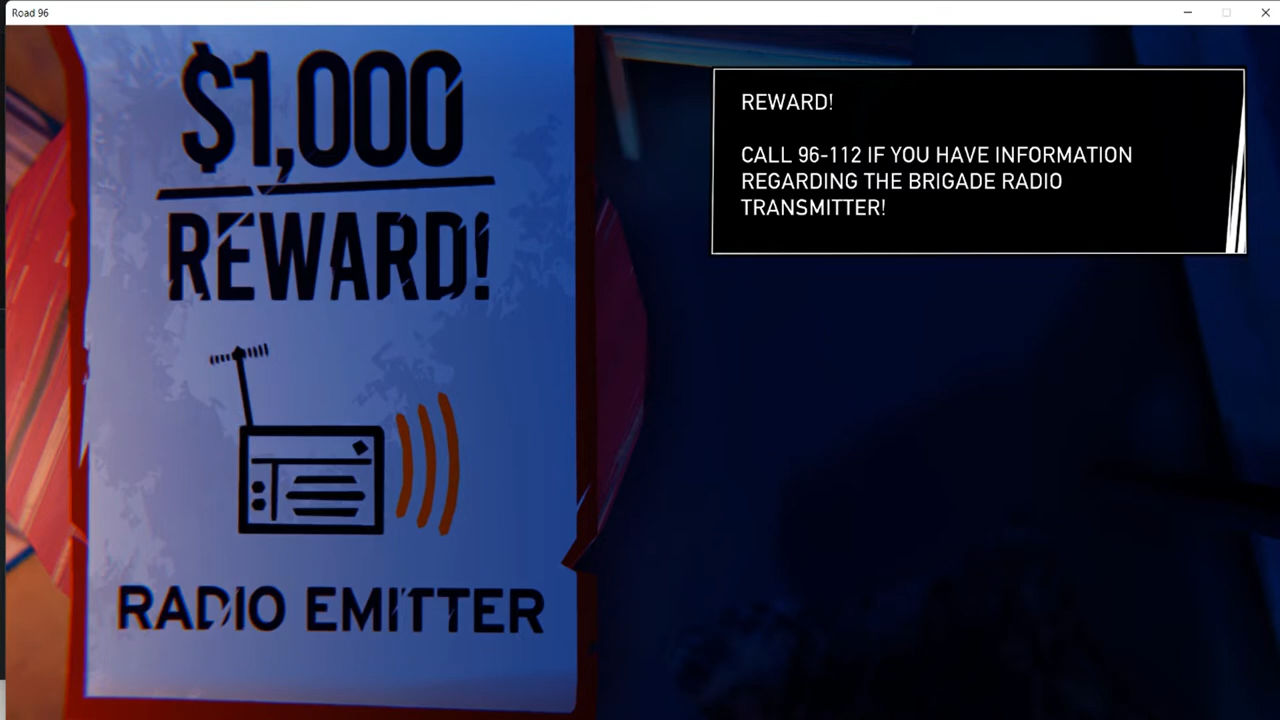 Road 96
$1,000
REWARD!
RADIO EMITTER
REWARD!
CALL 96-112 IF YOU HAVE INFORMATION
REGARDING THE BRIGADE RADIO
TRANSMITTER!